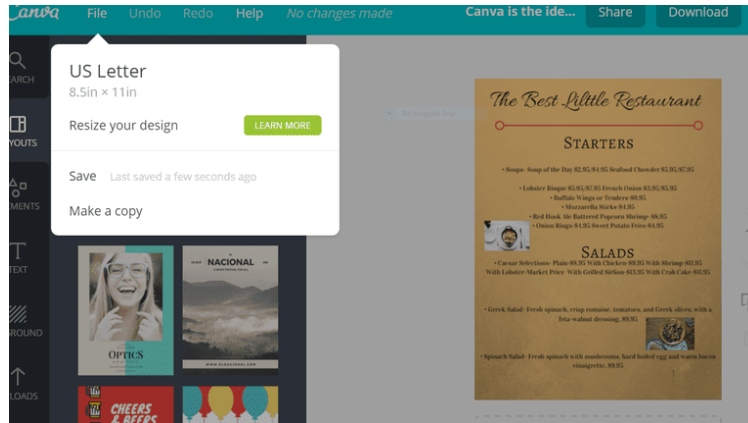 Canva File Undo Redo Help No changes made Canva is the ide... Share Download
US Letter
8.5in × 11in
Resize your design LEARN MORE
Save Last saved a few seconds ago
Make a copy
EARCH
YOUTS
EMENTS
TEXT
GROUND
LOADS
OPTICS
NACIONAL
CHEERS
& BEERS
The Best Lilttle Restaurant
STARTERS
• Soups- Soup of the Day $2.95/$4.95 Seafood Chowder $5.95/$7.95
• Lobster Bisque $5.95/$7.95 French Onion $3.95/$5.95
• Buffalo Wings or Tenders-$9.95
• Mozzarella Sticks-$4.95
• Red Hook Ale Battered Popcorn Shrimp- $8.95
• Onion Rings-$4.95 Sweet Potato Fries-$4.95
SALADS
• Caesar Selections- Plain-$8.95 With Chicken-$9.95 With Shrimp-$11.95
With Lobster-Market Price With Grilled Sirloin-$13.95 With Crab Cake-$11.95
• Greek Salad- Fresh spinach, crisp romaine, tomatoes, and Greek olives, with a
feta-walnut dressing, $9.95
• Spinach Salad- Fresh spinach with mushrooms, hard boiled egg and warm bacon
vinaigrette, $9.95